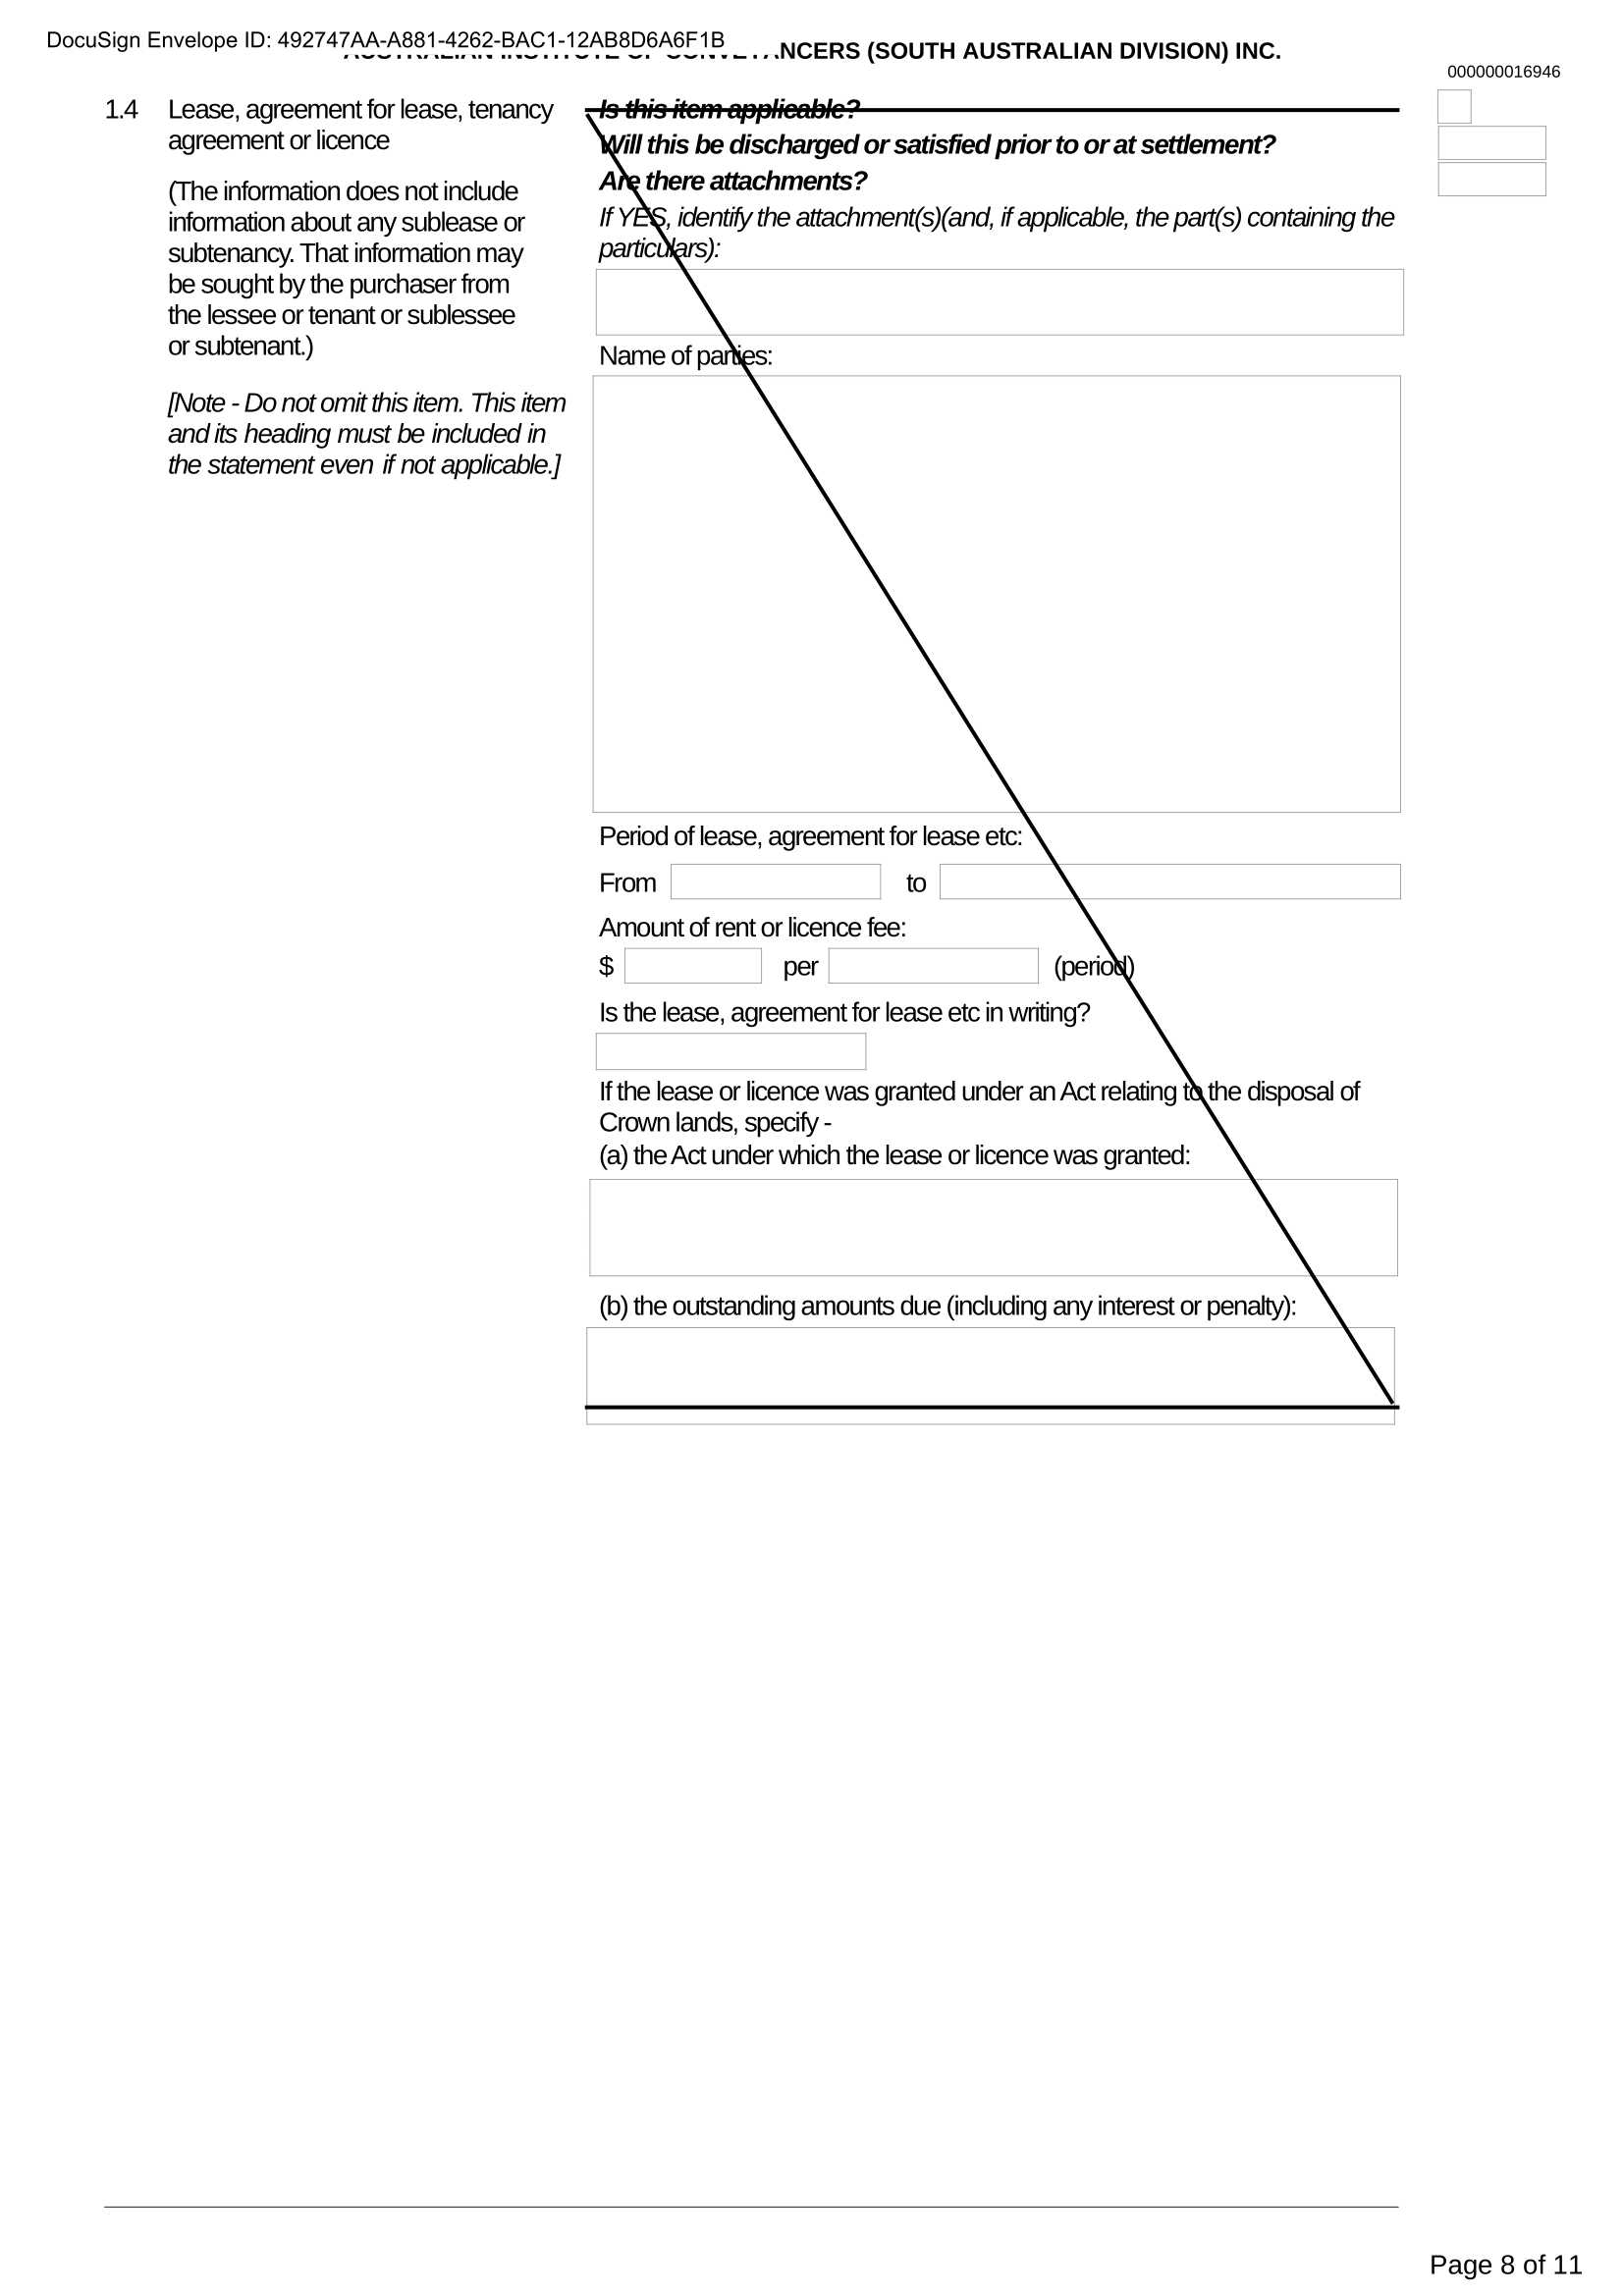 DocuSign Envelope ID: 492747AA-A881-4262-BAC1-12AB8D6A6F1B
AUSTRALIAN INSTITUTE OF CONVEYANCERS (SOUTH AUSTRALIAN DIVISION) INC.
000000016946
1.4 Lease, agreement for lease, tenancy
agreement or licence
(The information does not include
information about any sublease or
subtenancy. That information may
be sought by the purchaser from
the lessee or tenant or sublessee
or subtenant.)
[Note - Do not omit this item. This item
and its heading must be included in
the statement even if not applicable.]
Is this item applicable?
Will this be discharged or satisfied prior to or at settlement?
Are there attachments?
If YES, identify the attachment(s)(and, if applicable, the part(s) containing the
particulars):
Name of parties:
Period of lease, agreement for lease etc:
From to
Amount of rent or licence fee:
$ per (period)
Is the lease, agreement for lease etc in writing?
If the lease or licence was granted under an Act relating to the disposal of
Crown lands, specify -
(a) the Act under which the lease or licence was granted:
(b) the outstanding amounts due (including any interest or penalty):
Page 8 of 11